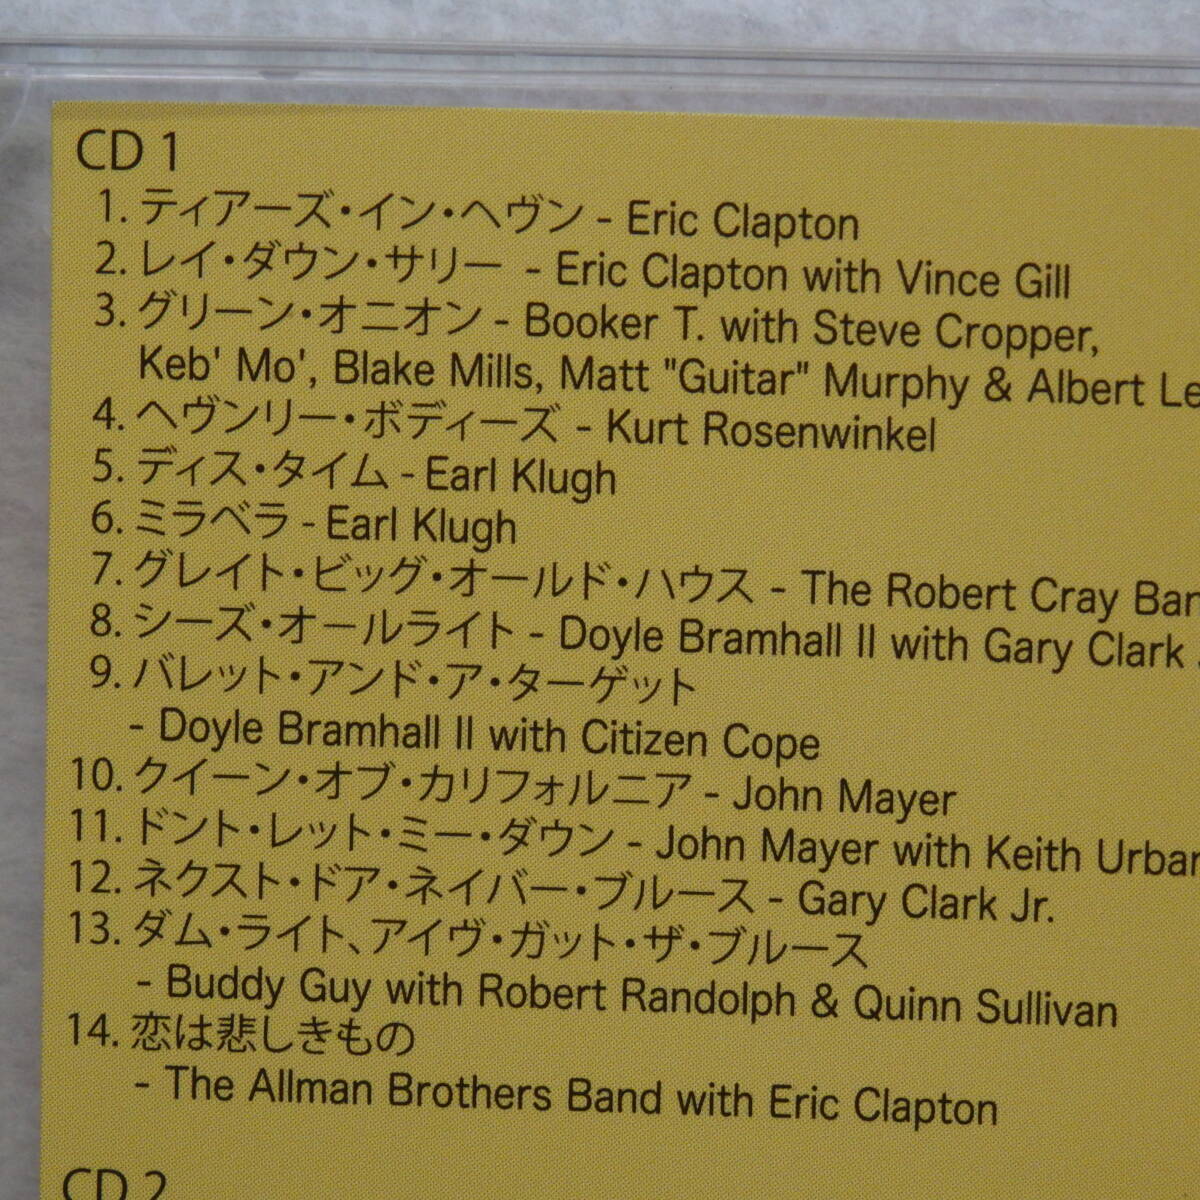 CD 1
1. ティアーズ・イン・ヘヴン - Eric Clapton
2. レイ・ダウン・サリー - Eric Clapton with Vince Gill
3. グリーン・オニオン - Booker T. with Steve Cropper,
Keb' Mo', Blake Mills, Matt "Guitar" Murphy & Albert
4. ヘヴンリー・ボディーズ - Kurt Rosenwinkel
5. ディス・タイム - Earl Klugh
6. ミラベラ - Earl Klugh
7. グレイト・ビッグ・オールド・ハウス - The Robert Cray
8. シーズ・オールライト - Doyle Bramhall II with Gary Clark
9. バレット・アンド・ア・ターゲット
- Doyle Bramhall II with Citizen Cope
10. クイーン・オブ・カリフォルニア - John Mayer
11. ドント・レット・ミー・ダウン - John Mayer with Keith Urban
12. ネクスト・ドア・ネイバー・ブルース - Gary Clark Jr.
13. ダム・ライト、アイヴ・ガット・ザ・ブルース
- Buddy Guy with Robert Randolph & Quinn Sullivan
14. 恋は悲しきもの
- The Allman Brothers Band with Eric Clapton
CD 2